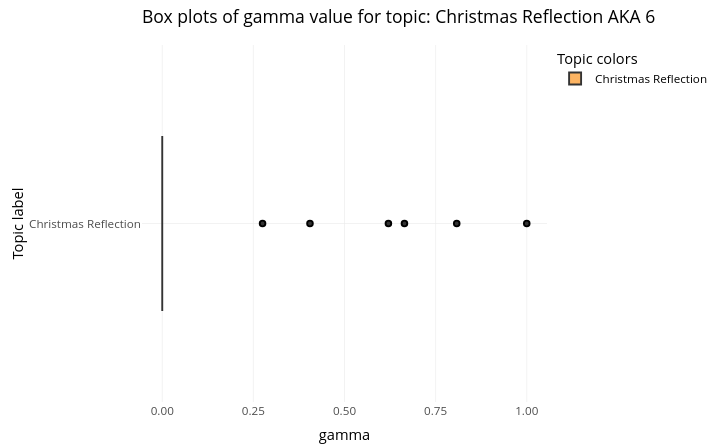 Box plots of gamma value for topic: Christmas Reflection AKA 6
Topic colors
Christmas Reflection
Topic label
Christmas Reflection
0.00 0.25 0.50 0.75 1.00
gamma